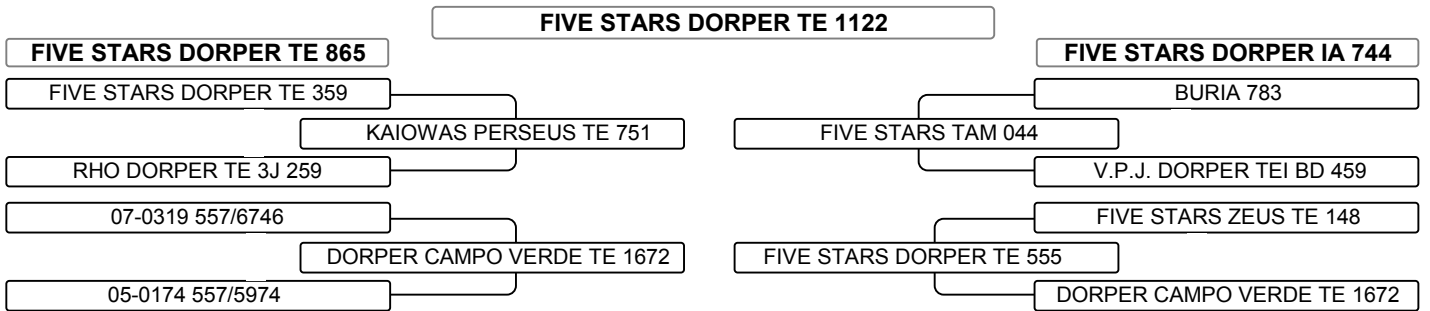 FIVE STARS DORPER TE 1122
FIVE STARS DORPER TE 865
FIVE STARS DORPER IA 744
FIVE STARS DORPER TE 359
BURIA 783
KAIOWAS PERSEUS TE 751
FIVE STARS TAM 044
RHO DORPER TE 3J 259
V.P.J. DORPER TEI BD 459
07-0319 557/6746
FIVE STARS ZEUS TE 148
DORPER CAMPO VERDE TE 1672
FIVE STARS DORPER TE 555
05-0174 557/5974
DORPER CAMPO VERDE TE 1672